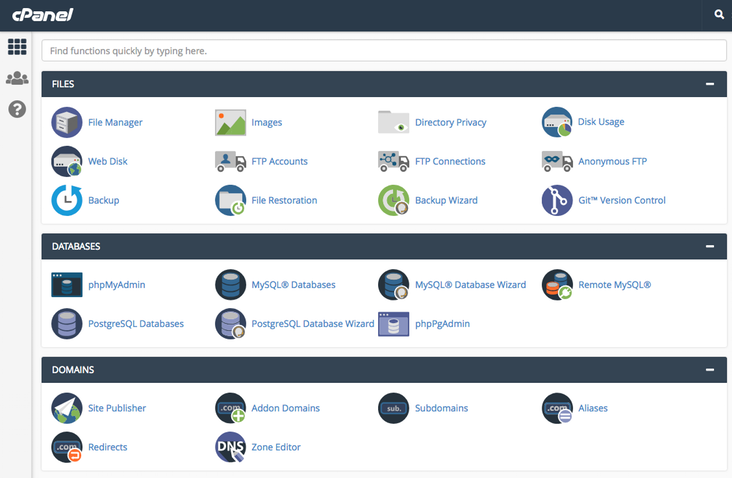 cPanel
Find functions quickly by typing here.
FILES
File Manager
Images
Directory Privacy
Disk Usage
Web Disk
FTP Accounts
FTP Connections
Anonymous FTP
Backup
File Restoration
Backup Wizard
Git™ Version Control
DATABASES
phpMyAdmin
MySQL® Databases
MySQL® Database Wizard
Remote MySQL®
PostgreSQL Databases
PostgreSQL Database Wizard
phpPgAdmin
DOMAINS
Site Publisher
.com
Addon Domains
sub.
Subdomains
.com
Aliases
.com
Redirects
DNS
Zone Editor